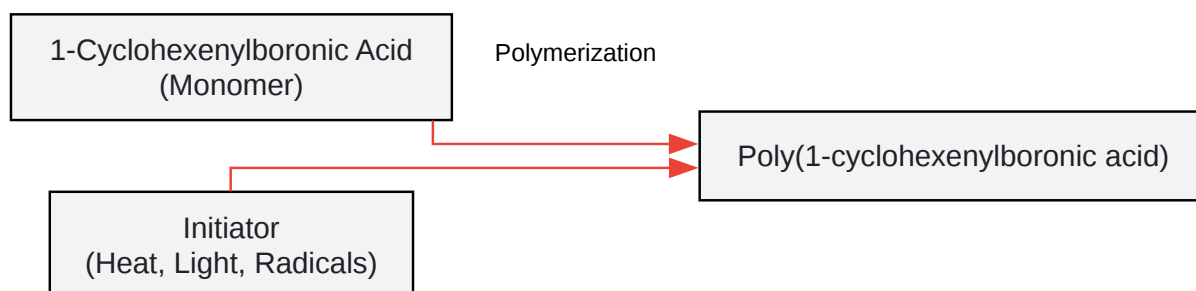 1-Cyclohexenylboronic Acid
(Monomer)
Polymerization
Poly(1-cyclohexenylboronic acid)
Initiator
(Heat, Light, Radicals)